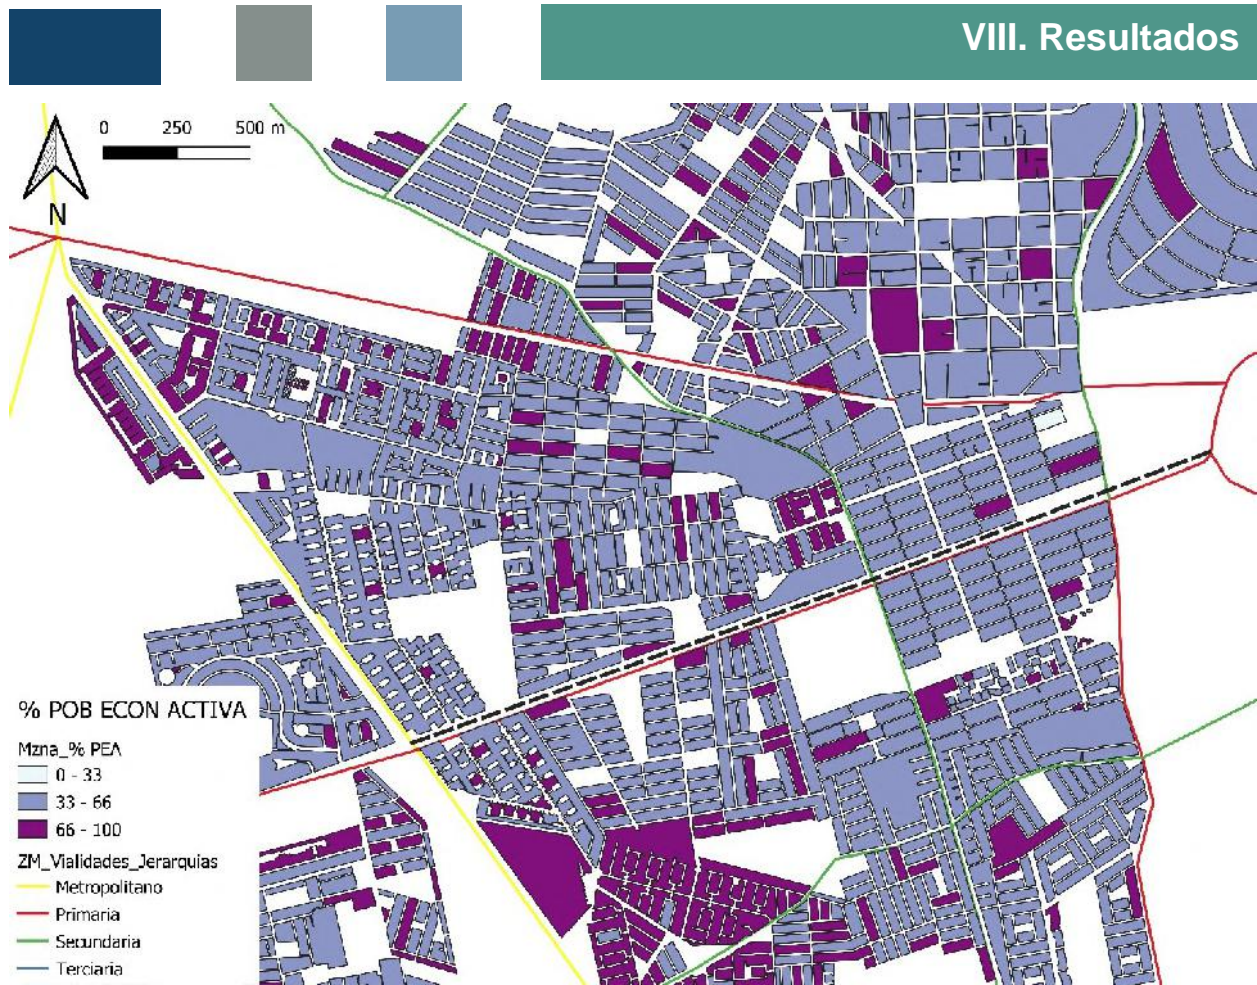 VIII. Resultados
0 250 500 m
N
% POB ECON ACTIVA
Mzna_% PEA
0 - 33
33 - 66
66 - 100
ZM_Vialidades_Jerarquias
Metropolitano
Primaria
Secundaria
Terciaria